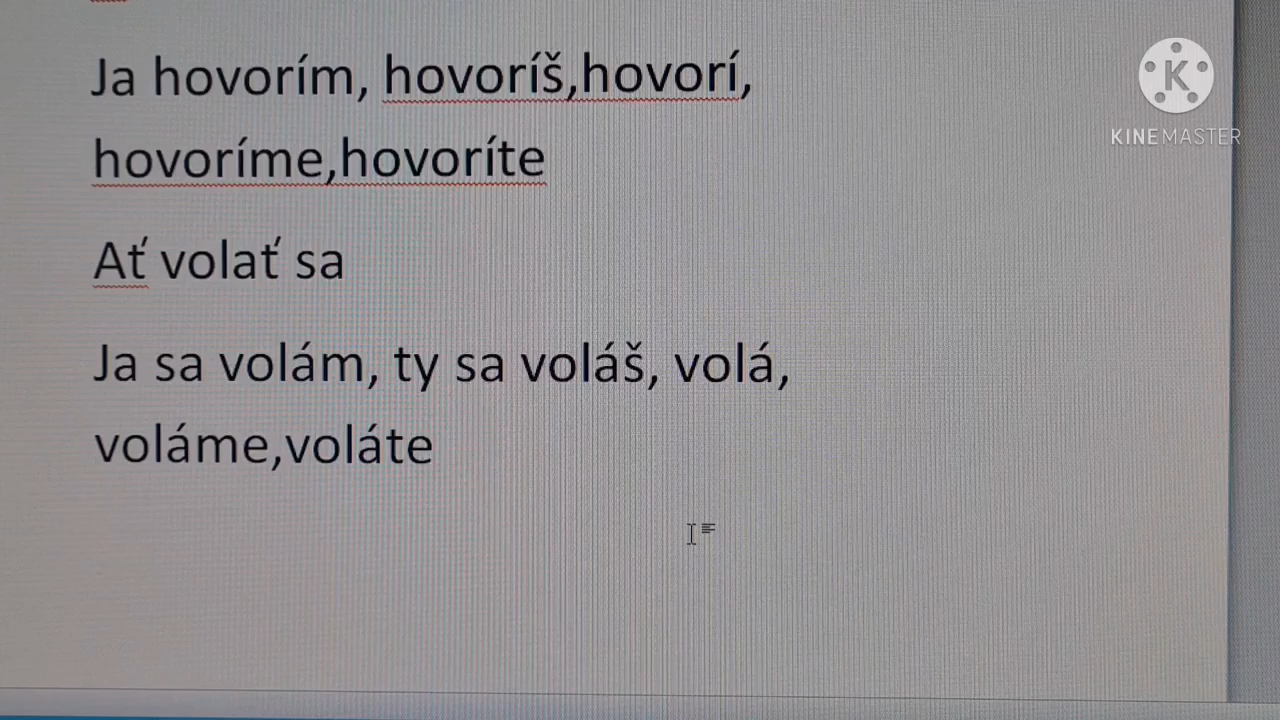 Ja hovorím, hovoríš,hovorí,
hovoríme,hovoríte
Ať volať sa
Ja sa volám, ty sa voláš, volá,
voláme,voláte
K
KINEMASTER